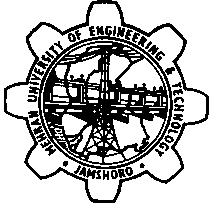 MEHRAN UNIVERSITY OF ENGINEERING & TECHNOLOGY
• JAMSHORO •